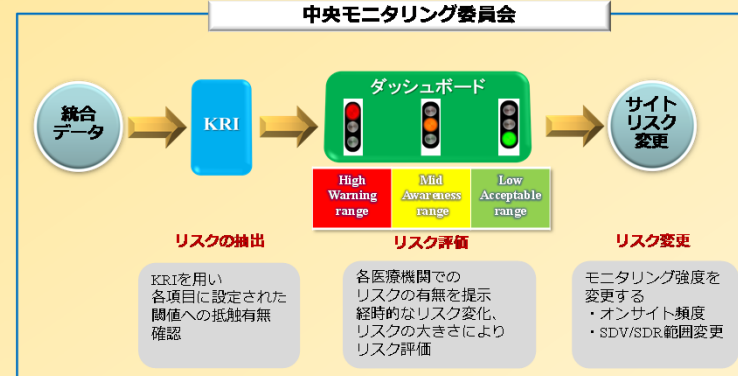 中央モニタリング委員会
統合
データ
KRI
ダッシュボード
サイト
リスク
変更
High
Warning
range
Mid
Awareness
range
Low
Acceptable
range
リスクの抽出
リスク評価
リスク変更
KRIを用い
各項目に設定された
閾値への抵触有無
確認
各医療機関での
リスクの有無を提示
経時的なリスク変化、
リスクの大きさにより
リスク評価
モニタリング強度を
変更する
・オンサイト頻度
・SDV/SDR範囲変更